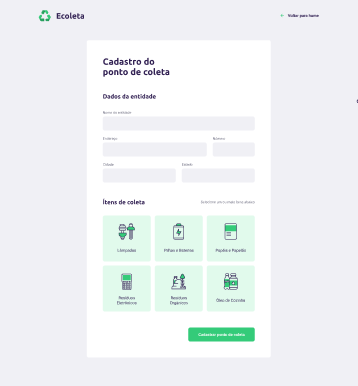 Ecoleta
Voltar para home
Cadastro do
ponto de coleta
Dados da entidade
Nome da entidade
Endereço
Número
Cidade
Estado
Ítens de coleta
Selecione um ou mais itens abaixo
Lâmpadas
Pilhas e Baterias
Papéis e Papelão
Resíduos
Eletrônicos
Resíduos
Orgânicos
Óleo de Cozinha
Cadastrar ponto de coleta